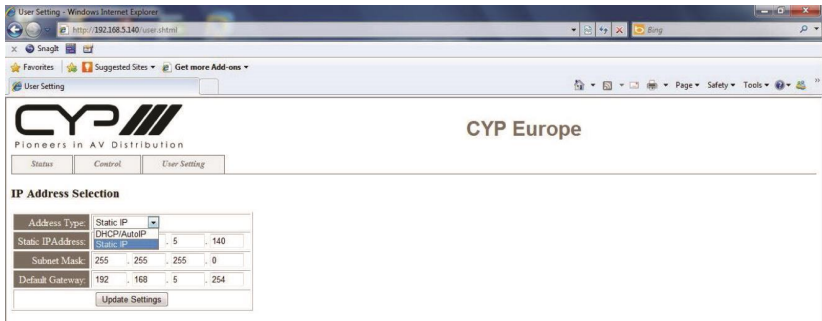 User Setting - Windows Internet Explorer
http://192.168.5.140/user.shtml
Bing
x SnagIt
Favorites Suggested Sites Get more Add-ons
User Setting
Page Safety Tools
CYP
Pioneers in AV Distribution
CYP Europe
Status Control User Setting
IP Address Selection
Address Type: Static IP
DHCP/AutoIP
Static IP
Static IPAddress: . 5 . 140
Subnet Mask: 255 . 255 . 255 . 0
Default Gateway: 192 . 168 . 5 . 254
Update Settings